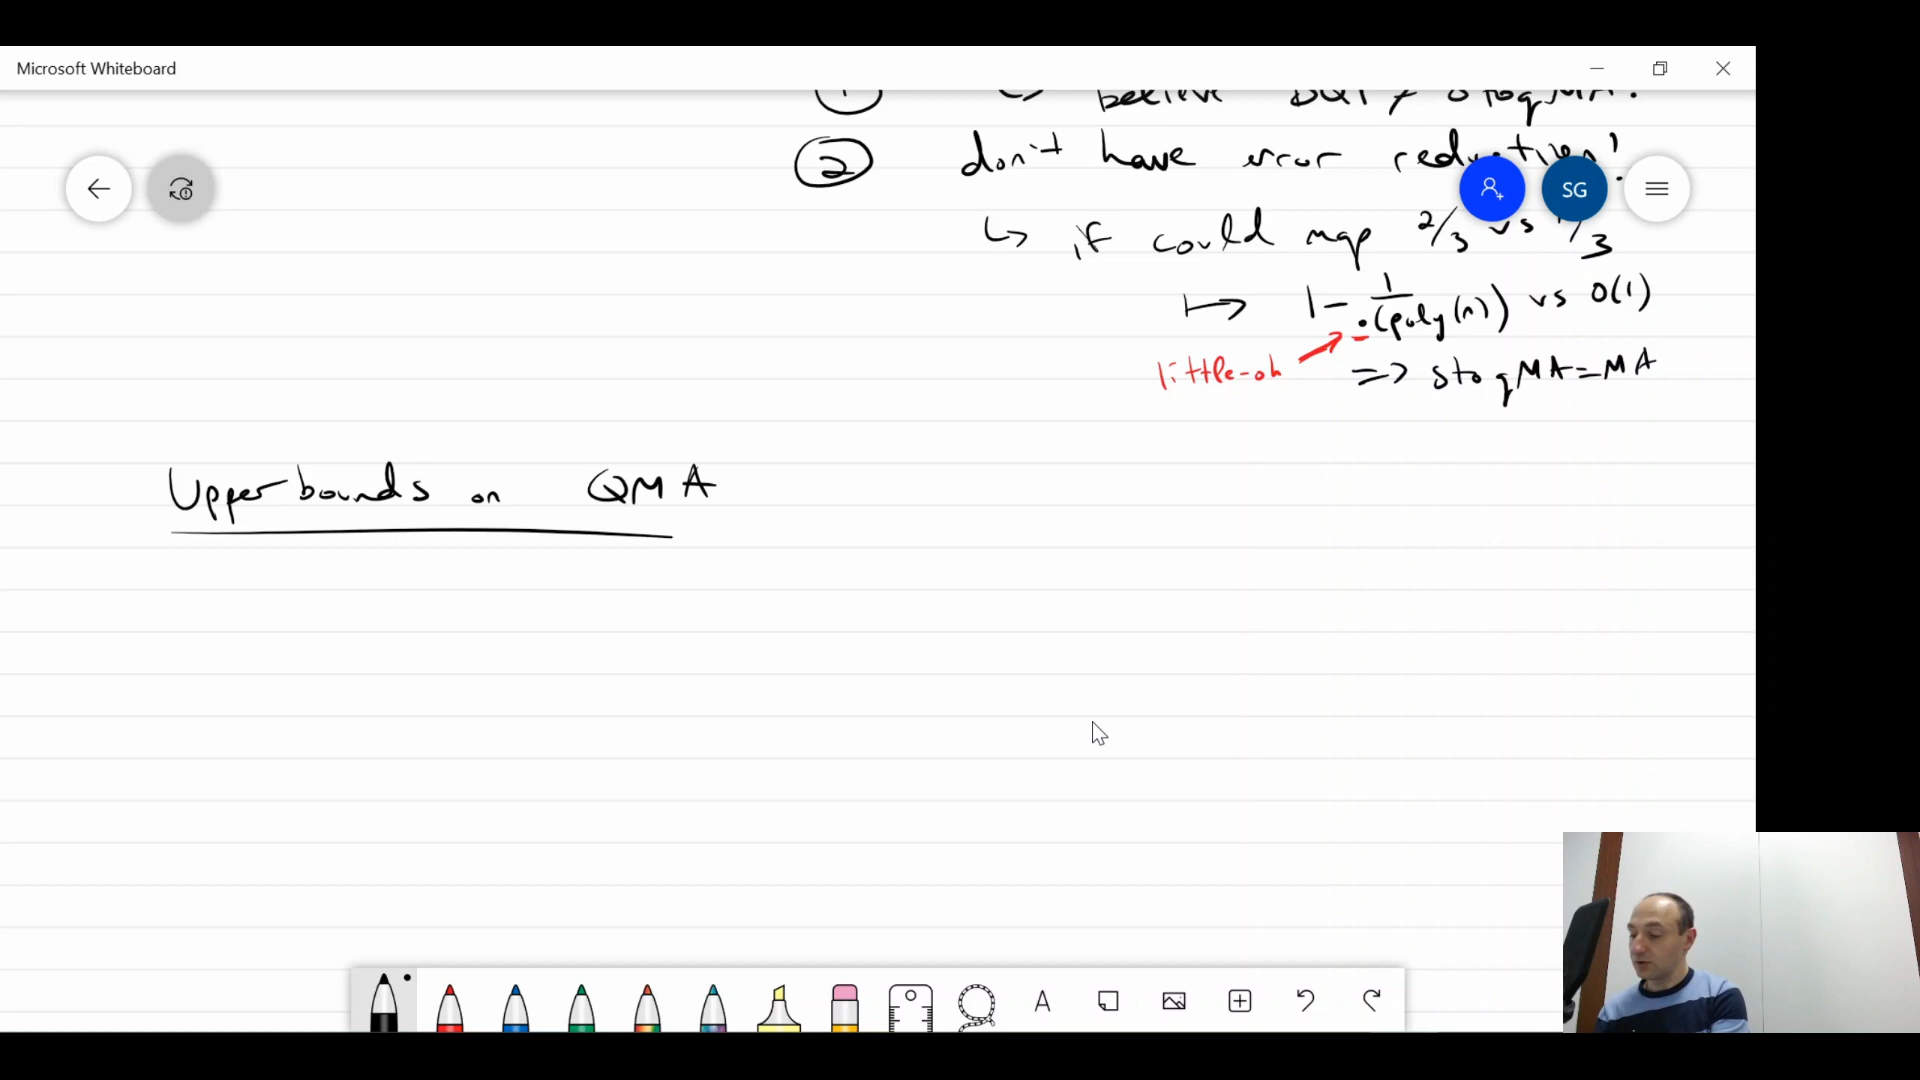 Microsoft Whiteboard
believe
② don't have error reduction!
SG
↳ if could map 2/3 vs 1/3
↦ 1 - 1/.(poly(n)) vs O(1)
little-oh
=> stoqMA=MA
Upper bounds on QMA
A